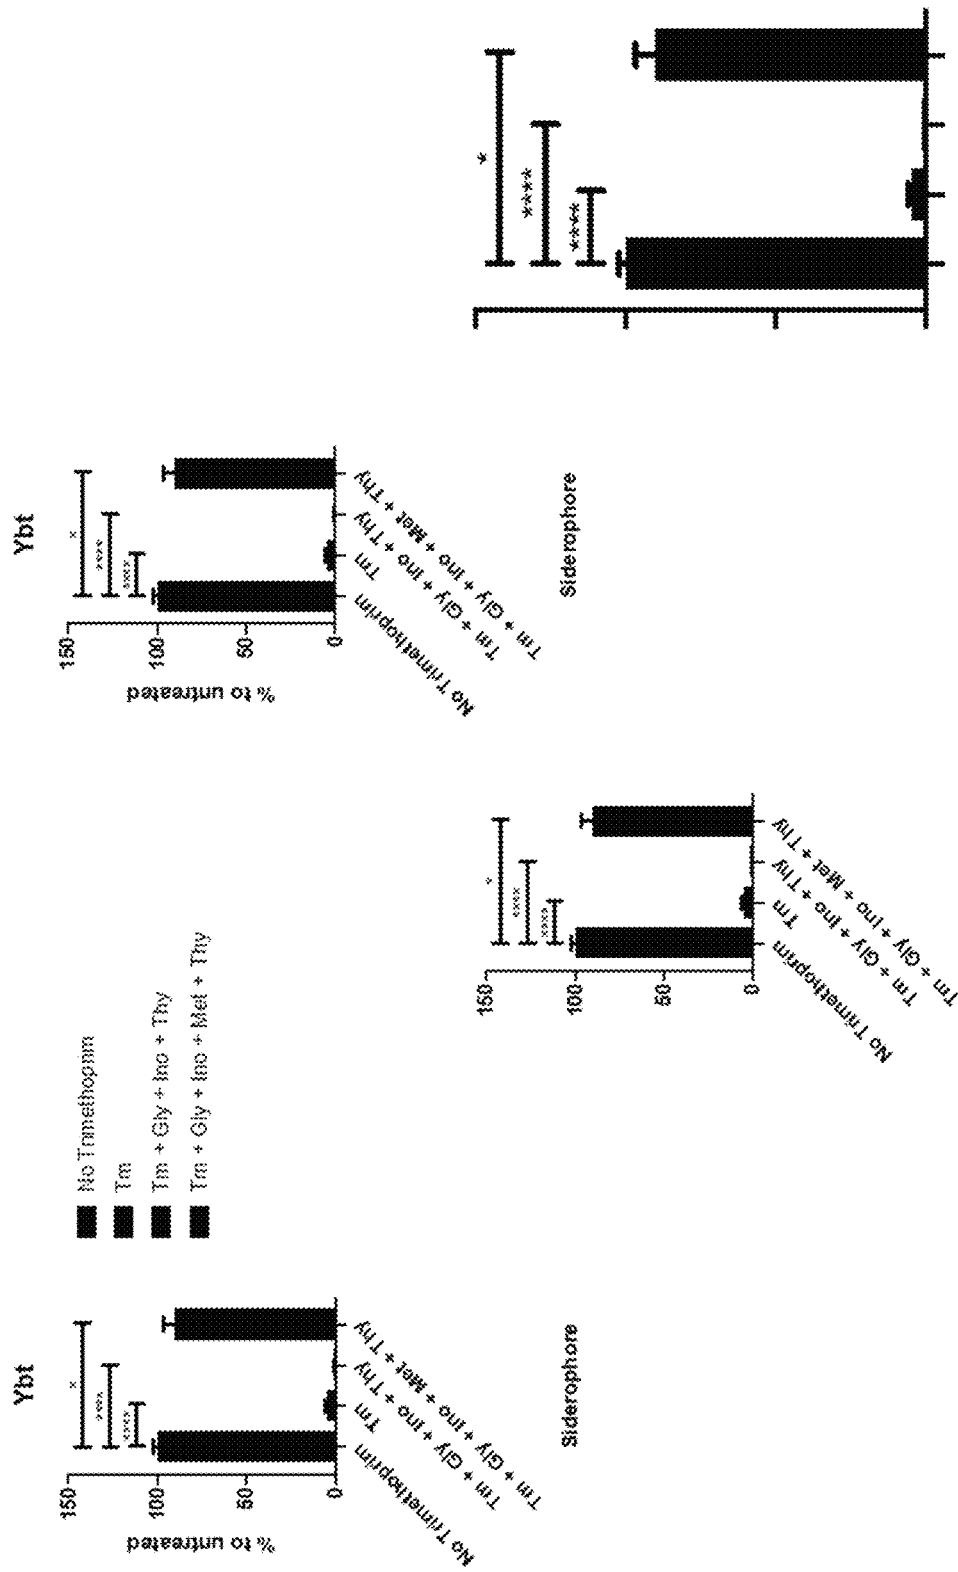 Ybt
% to untreated
150
100
50
0
*
****
****
No Trimethoprim
Tm
Tm + Gly + Ino + Thy
Tm + Gly + Ino + Met + Thy
Siderophore
No Trimethoprim
Tm
Tm + Gly + Ino + Thy
Tm + Gly + Ino + Met + Thy
150
100
50
0
*
****
****
No Trimethoprim
Tm
Tm + Gly + Ino + Thy
Tm + Gly + Ino + Met + Thy
Ybt
% to untreated
150
100
50
0
*
****
****
No Trimethoprim
Tm
Tm + Gly + Ino + Thy
Tm + Gly + Ino + Met + Thy
Siderophore
*
****
****